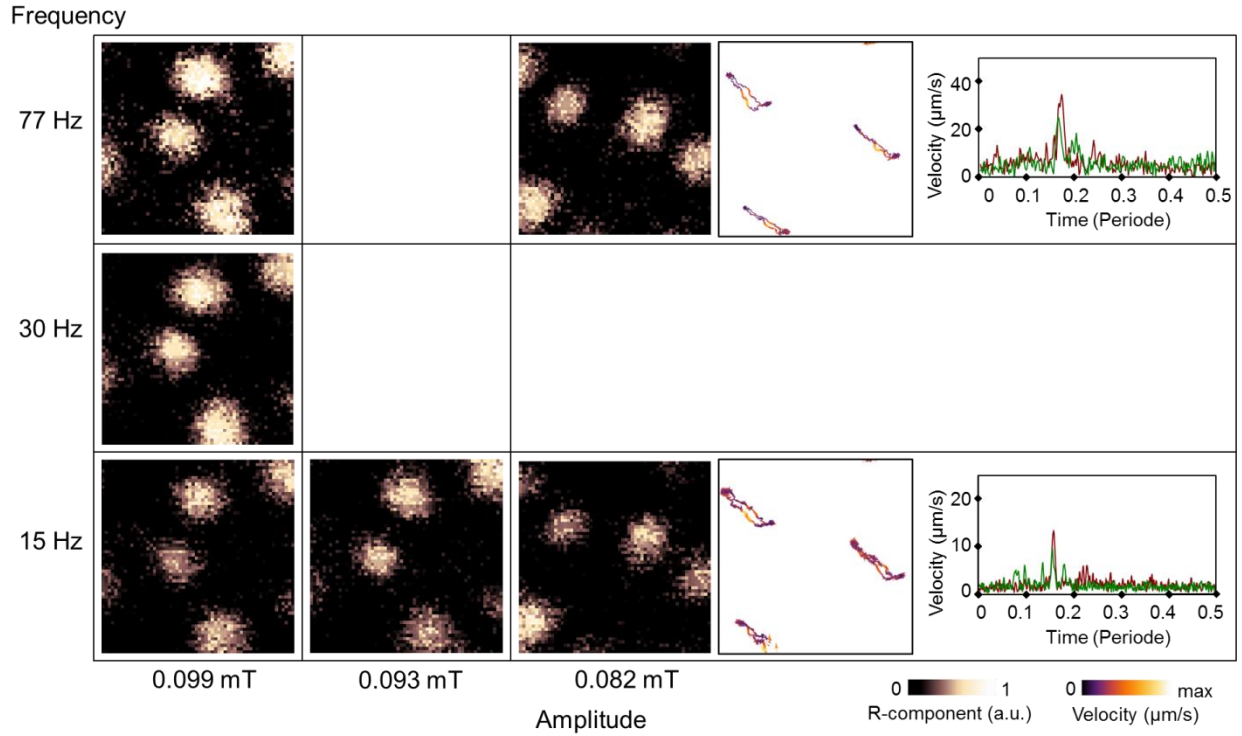 Frequency
77 Hz
40
20
0
Velocity (µm/s)
0 0.1 0.2 0.3 0.4 0.5
Time (Periode)
30 Hz
15 Hz
20
10
0
Velocity (µm/s)
0 0.1 0.2 0.3 0.4 0.5
Time (Periode)
0.099 mT 0.093 mT 0.082 mT
0 1 0 max
R-component (a.u.) Velocity (µm/s)
Amplitude